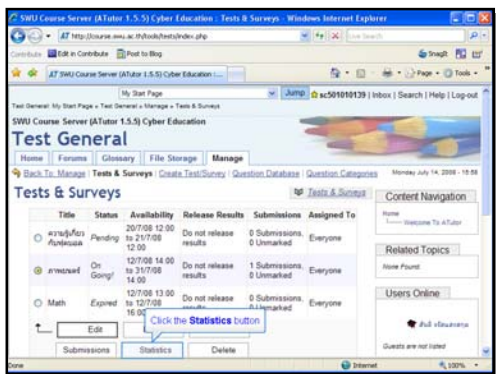 SWU Course Server (ATutor 1.5.5) Cyber Education : Tests & Surveys - Windows Internet Explorer
http://course.swu.ac.th/tools/tests/index.php
Live Search
Contribute Edit in Contribute Post to Blog
SnagIt
SWU Course Server (ATutor 1.5.5) Cyber Education :...
Page Tools
My Start Page Jump sc501010139 | Inbox | Search | Help | Log-out
Test General: My Start Page » Test General » Manage » Tests & Surveys
SWU Course Server (ATutor 1.5.5) Cyber Education
Test General
Home Forums Glossary File Storage Manage
Back To: Manage | Tests & Surveys | Create Test/Survey | Question Database | Question Categories Monday July 14, 2008 -
Tests & Surveys Tests & Surveys
Content Navigation
Title Status Availability Release Results Submissions Assigned To
Home
Welcome To ATutor
Pending 20/7/08 12:00 to 21/7/08 12:00 Do not release results 0 Submissions, 0 Unmarked Everyone
Related Topics
None Found
ภาพยนตร์ On Going! 12/7/08 14:00 to 31/7/08 14:00 Do not release results 1 Submissions, 0 Unmarked Everyone
Users Online
Math Expired 12/7/08 13:00 to 12/7/08 16:00 Do not release results 0 Submissions, 0 Unmarked Everyone
Click the Statistics button
Edit
Guests are not listed
Submissions Statistics Delete
Done Internet 100%